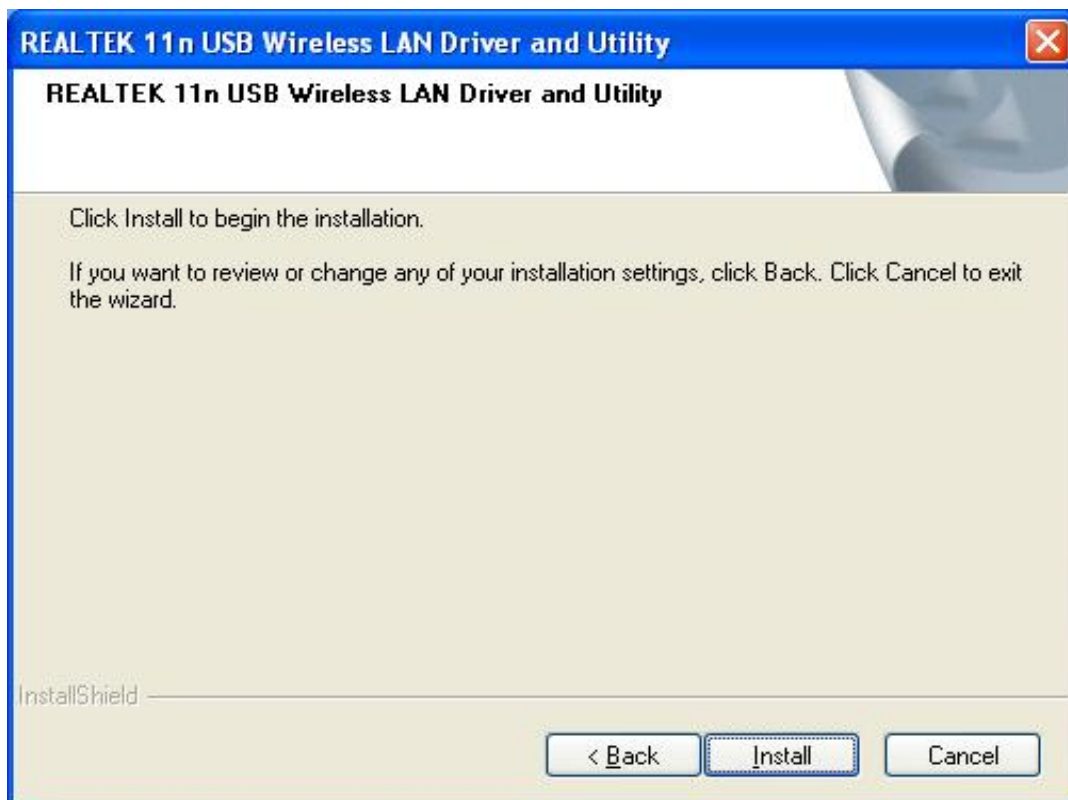 REALTEK 11n USB Wireless LAN Driver and Utility
REALTEK 11n USB Wireless LAN Driver and Utility
Click Install to begin the installation.
If you want to review or change any of your installation settings, click Back. Click Cancel to exit
the wizard.
InstallShield
< Back
Install
Cancel